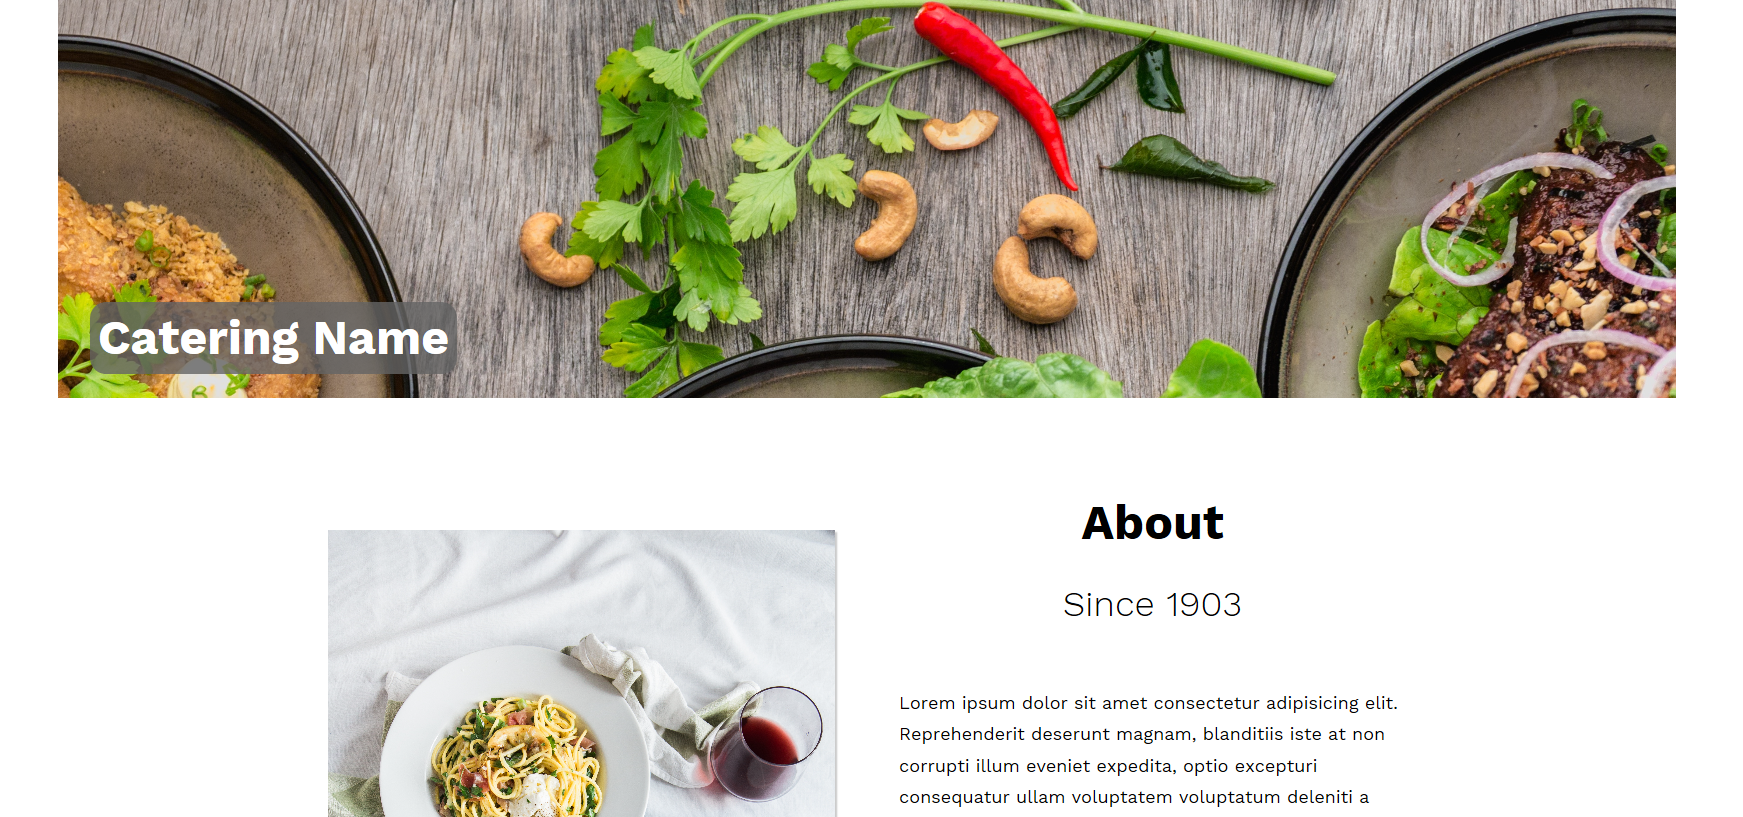 Catering Name
About
Since 1903
Lorem ipsum dolor sit amet consectetur adipisicing elit.
Reprehenderit deserunt magnam, blanditiis iste at non
corrupti illum eveniet expedita, optio excepturi
consequatur ullam voluptatem voluptatum deleniti a